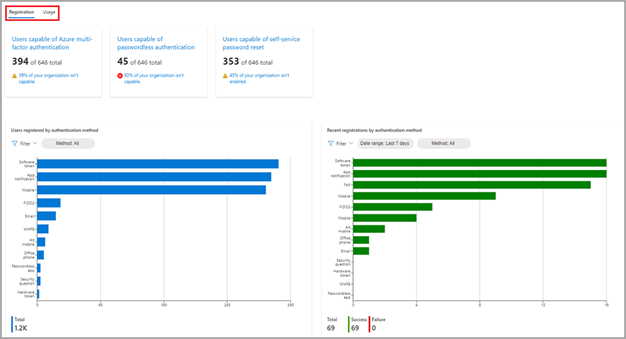 Registration Usage
Users capable of Azure multi-
factor authentication
394 of 646 total
39% of your organization isn't
capable.
Users capable of
passwordless authentication
45 of 646 total
93% of your organization isn't
capable.
Users capable of self-service
password reset
353 of 646 total
45% of your organization isn't
enabled.
Users registered by authentication method
Filter
Method: All
Software
token
App
notification
Mobile
FIDO2
Email
WHfB
Alt
mobile
Office
phone
Passwordless
app
Security
question
Hardware
token
0
300
Total
1.2K
Recent registrations by authentication method
Filter
Date range: Last 7 days
Method: All
Software
token
App
notification
TAP
Mobile
FIDO2
Mobile
Alt
mobile
Office
phone
Email
Security
question
Hardware
token
WHfB
Passwordless
app
0 4 8 12 16
Total Success Failure
69 69 0